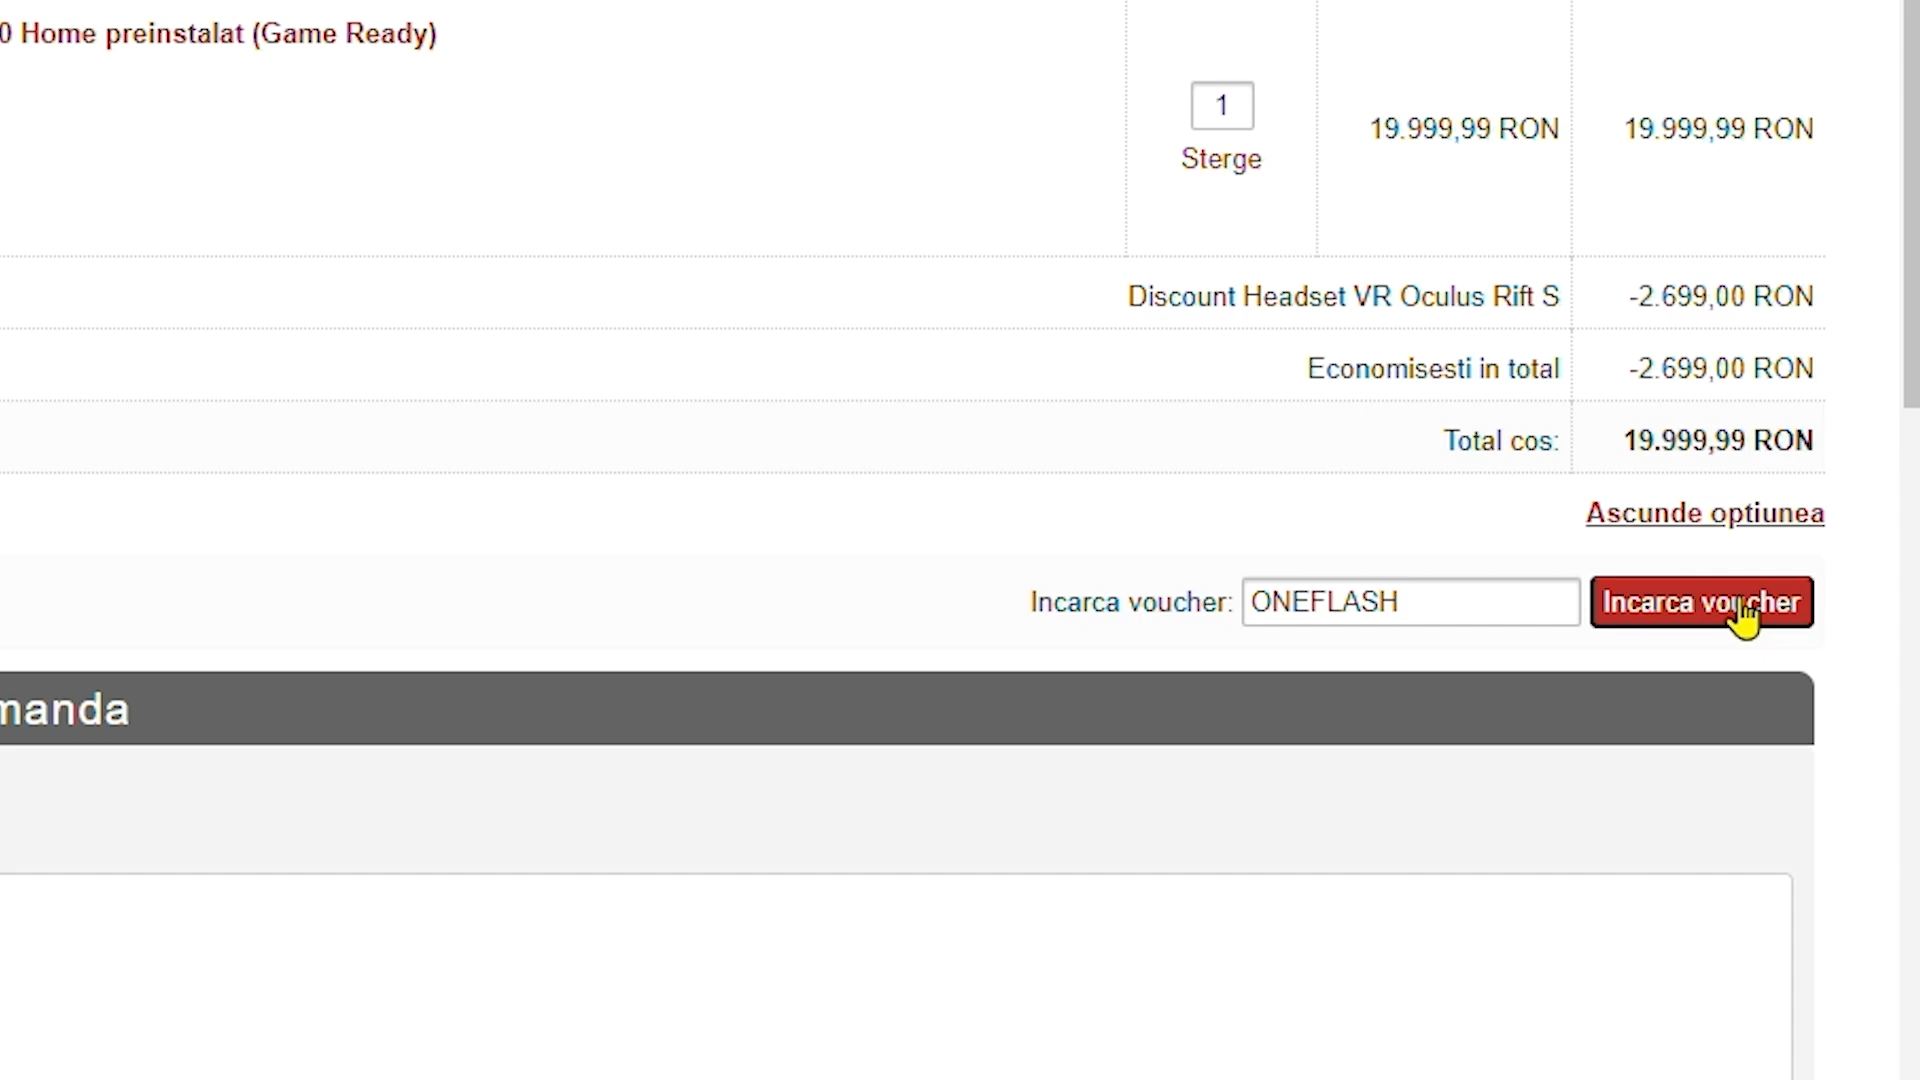 0 Home preinstalat (Game Ready)
1
Sterge
19.999,99 RON
19.999,99 RON
Discount Headset VR Oculus Rift S
-2.699,00 RON
Economisesti in total
-2.699,00 RON
Total cos:
19.999,99 RON
Ascunde optiunea
Incarca voucher:
ONEFLASH
Incarca voucher
manda